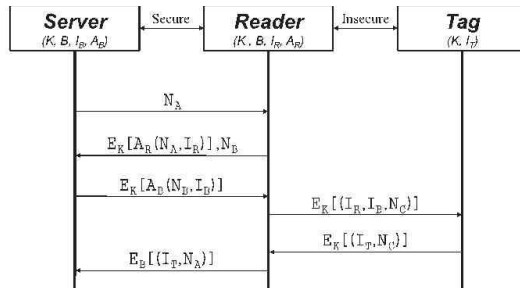 Server Secure Reader Insecure Tag
(K, B, I_B, A_B) (K, B, I_R, A_R) (K, I_T)
N_A
E_K[A_R(N_A,I_R)],N_B
E_K[A_B(N_B,I_B)]
E_K[(I_R,I_B,N_C)]
E_K[(I_T,N_C)]
E_B[(I_T,N_A)]